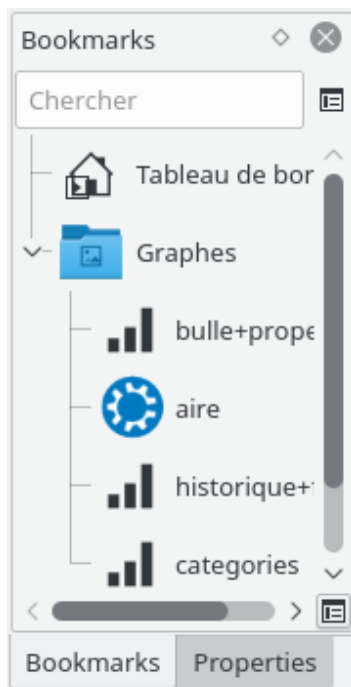 Bookmarks
Chercher
Tableau de bor
Graphes
bulle+prope
aire
historique+
categories
Bookmarks Properties